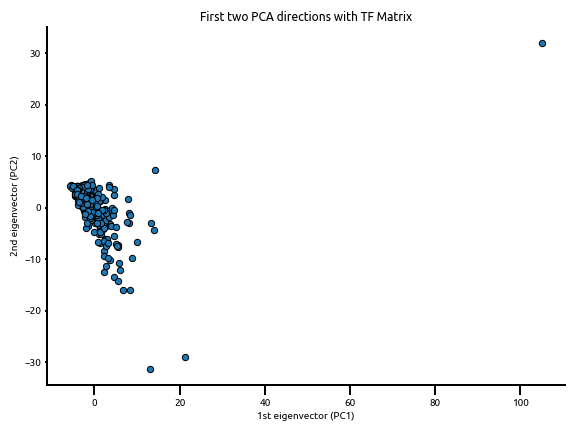 First two PCA directions with TF Matrix
2nd eigenvector (PC2)
30
20
10
0
−10
−20
−30
0 20 40 60 80 100
1st eigenvector (PC1)